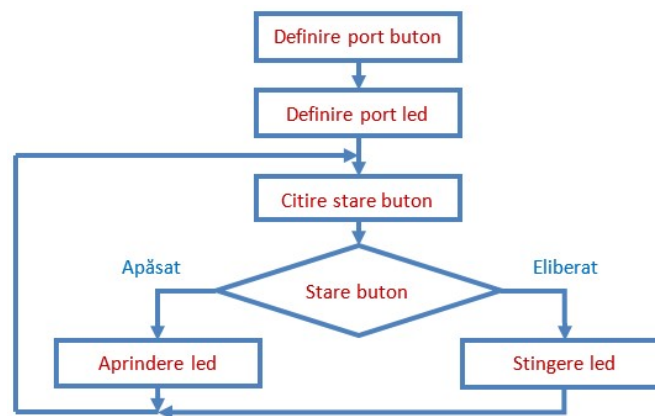 Definire port buton
Definire port led
Citire stare buton
Apăsat
Eliberat
Stare buton
Aprindere led
Stingere led